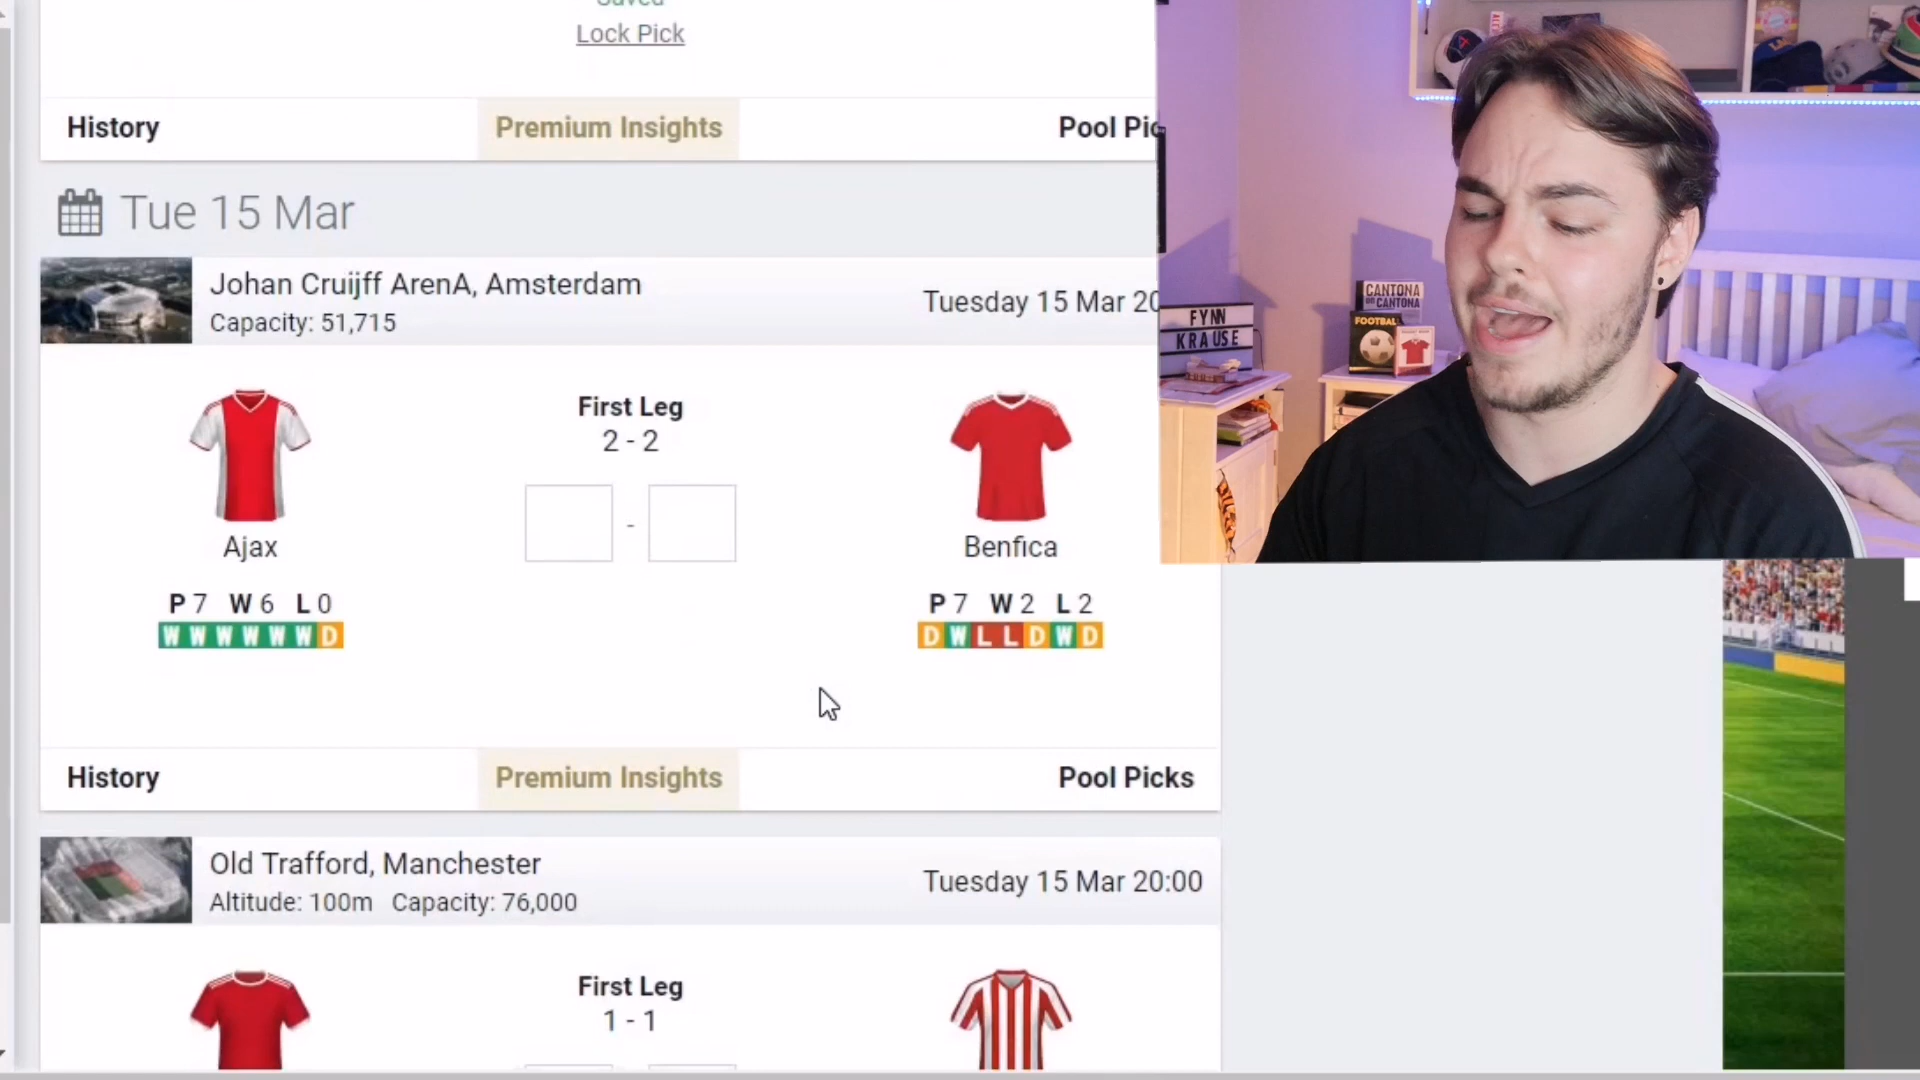 Saved
Lock Pick
History
Premium Insights
Pool Pic
Tue 15 Mar
Johan Cruijff ArenA, Amsterdam
Capacity: 51,715
Tuesday 15 Mar 20
First Leg
2 - 2
-
Ajax
Benfica
P 7 W 6 L 0
W W W W W W D
P 7 W 2 L 2
D W L L D W D
History
Premium Insights
Pool Picks
Old Trafford, Manchester
Altitude: 100m Capacity: 76,000
Tuesday 15 Mar 20:00
First Leg
1 - 1
CANTONA
ON CANTONA
FOOTBALL
FYNN
KRAUSE